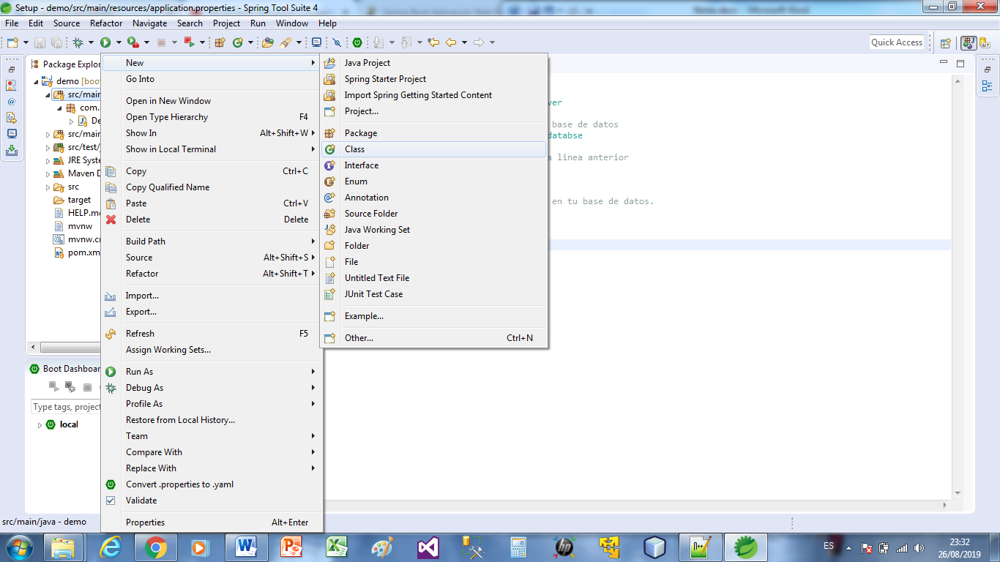 Setup - demo/src/main/resources/application.properties - Spring Tool Suite 4
File Edit Source Refactor Navigate Search Project Run Window Help
Quick Access
Package Explor
demo [boo
src/main
com.
De
src/main
src/test/j
JRE Syste
Maven D
src
target
HELP.md
mvnw
mvnw.cm
pom.xm
Boot Dashboar
Type tags, project
local
New
Go Into
Open in New Window
Open Type Hierarchy F4
Show In Alt+Shift+W
Show in Local Terminal
Copy Ctrl+C
Copy Qualified Name
Paste Ctrl+V
Delete Delete
Build Path
Source Alt+Shift+S
Refactor Alt+Shift+T
Import...
Export...
Refresh F5
Assign Working Sets...
Run As
Debug As
Profile As
Restore from Local History...
Team
Compare With
Replace With
Convert .properties to .yaml
Validate
Properties Alt+Enter
Java Project
Spring Starter Project
Import Spring Getting Started Content
Project...
Package
Class
Interface
Enum
Annotation
Source Folder
Java Working Set
Folder
File
Untitled Text File
JUnit Test Case
Example...
Other... Ctrl+N
ver
base de datos
databse
a linea anterior
en tu base de datos.
src/main/java - demo
ES
23:32
26/08/2019